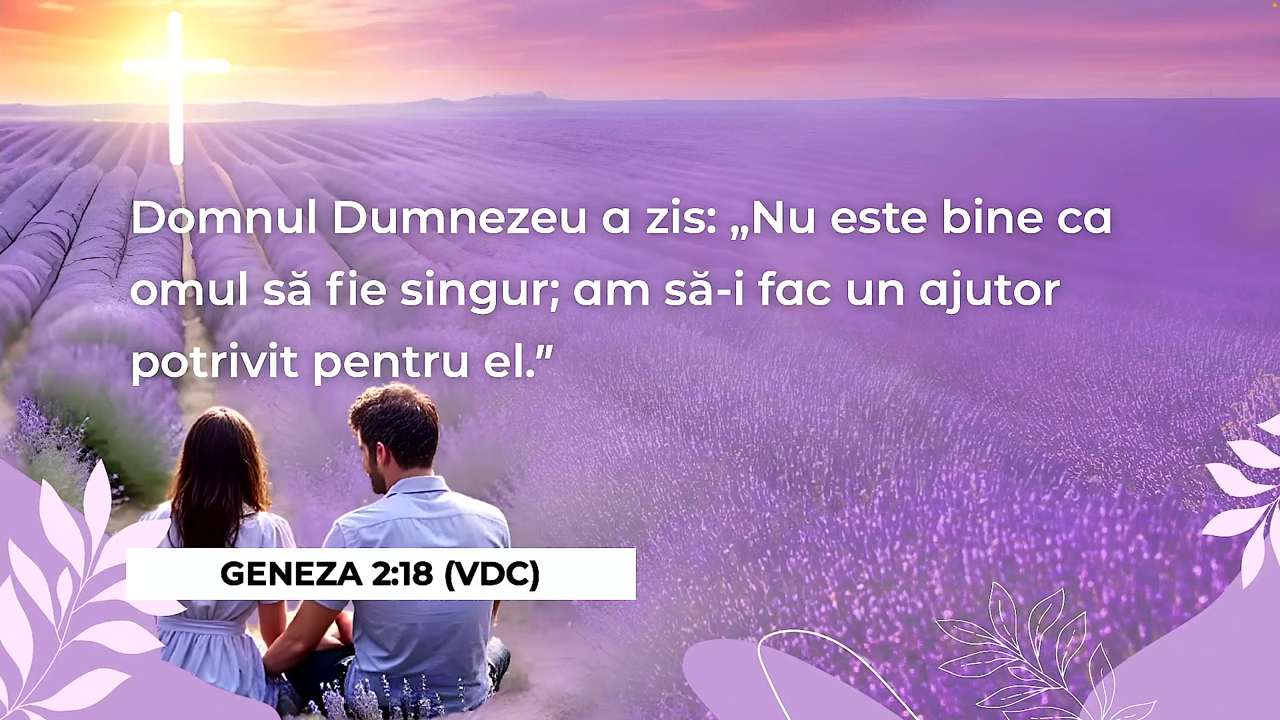 Domnul Dumnezeu a zis: „Nu este bine ca
omul să fie singur; am să-i fac un ajutor
potrivit pentru el.”
GENEZA 2:18 (VDC)